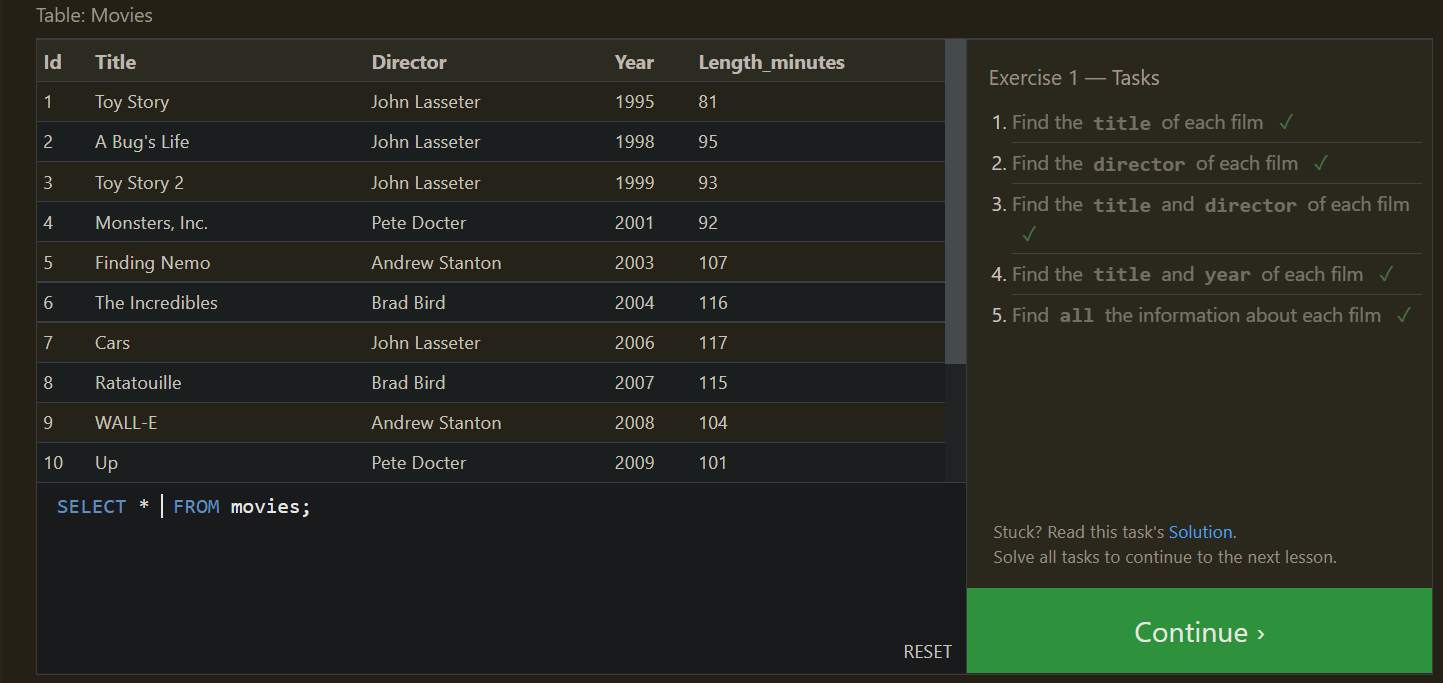 Table: Movies
Id Title Director Year Length_minutes
1 Toy Story John Lasseter 1995 81
2 A Bug's Life John Lasseter 1998 95
3 Toy Story 2 John Lasseter 1999 93
4 Monsters, Inc. Pete Docter 2001 92
5 Finding Nemo Andrew Stanton 2003 107
6 The Incredibles Brad Bird 2004 116
7 Cars John Lasseter 2006 117
8 Ratatouille Brad Bird 2007 115
9 WALL-E Andrew Stanton 2008 104
10 Up Pete Docter 2009 101
SELECT * FROM movies;
RESET
Exercise 1 — Tasks
1. Find the title of each film ✓
2. Find the director of each film ✓
3. Find the title and director of each film
✓
4. Find the title and year of each film ✓
5. Find all the information about each film ✓
Stuck? Read this task's Solution.
Solve all tasks to continue to the next lesson.
Continue ›